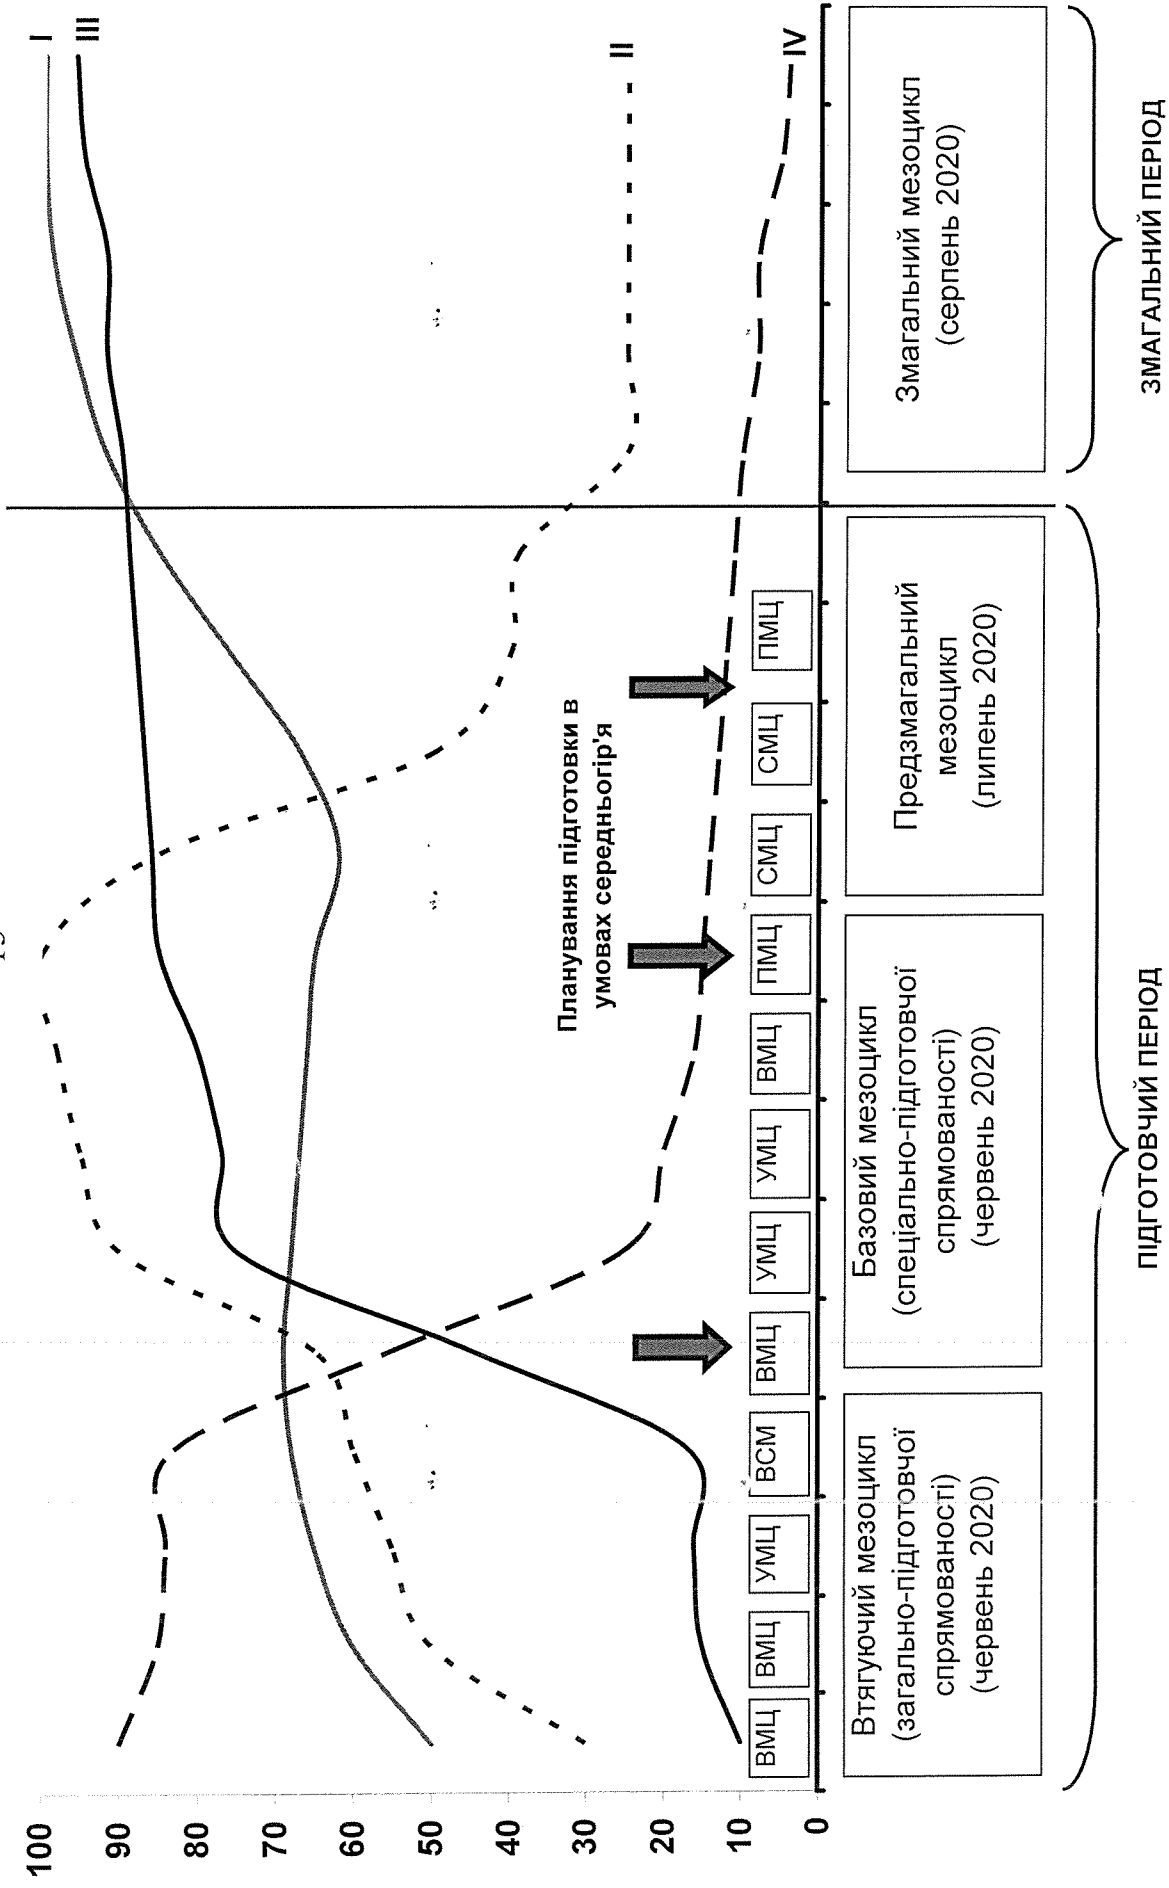 100
90
80
70
60
50
40
30
20
10
0
I
III
II
IV
Планування підготовки в
умовах середньогір'я
ВМЦ
ВМЦ
УМЦ
ВСМ
ВМЦ
УМЦ
УМЦ
ВМЦ
ПМЦ
СМЦ
СМЦ
ПМЦ
Втягуючий мезоцикл
(загально-підготовчої
спрямованості)
(червень 2020)
Базовий мезоцикл
(спеціально-підготовчої
спрямованості)
(червень 2020)
Предзмагальний
мезоцикл
(липень 2020)
Змагальний мезоцикл
(серпень 2020)
ПІДГОТОВЧИЙ ПЕРІОД
ЗМАГАЛЬНИЙ ПЕРІОД